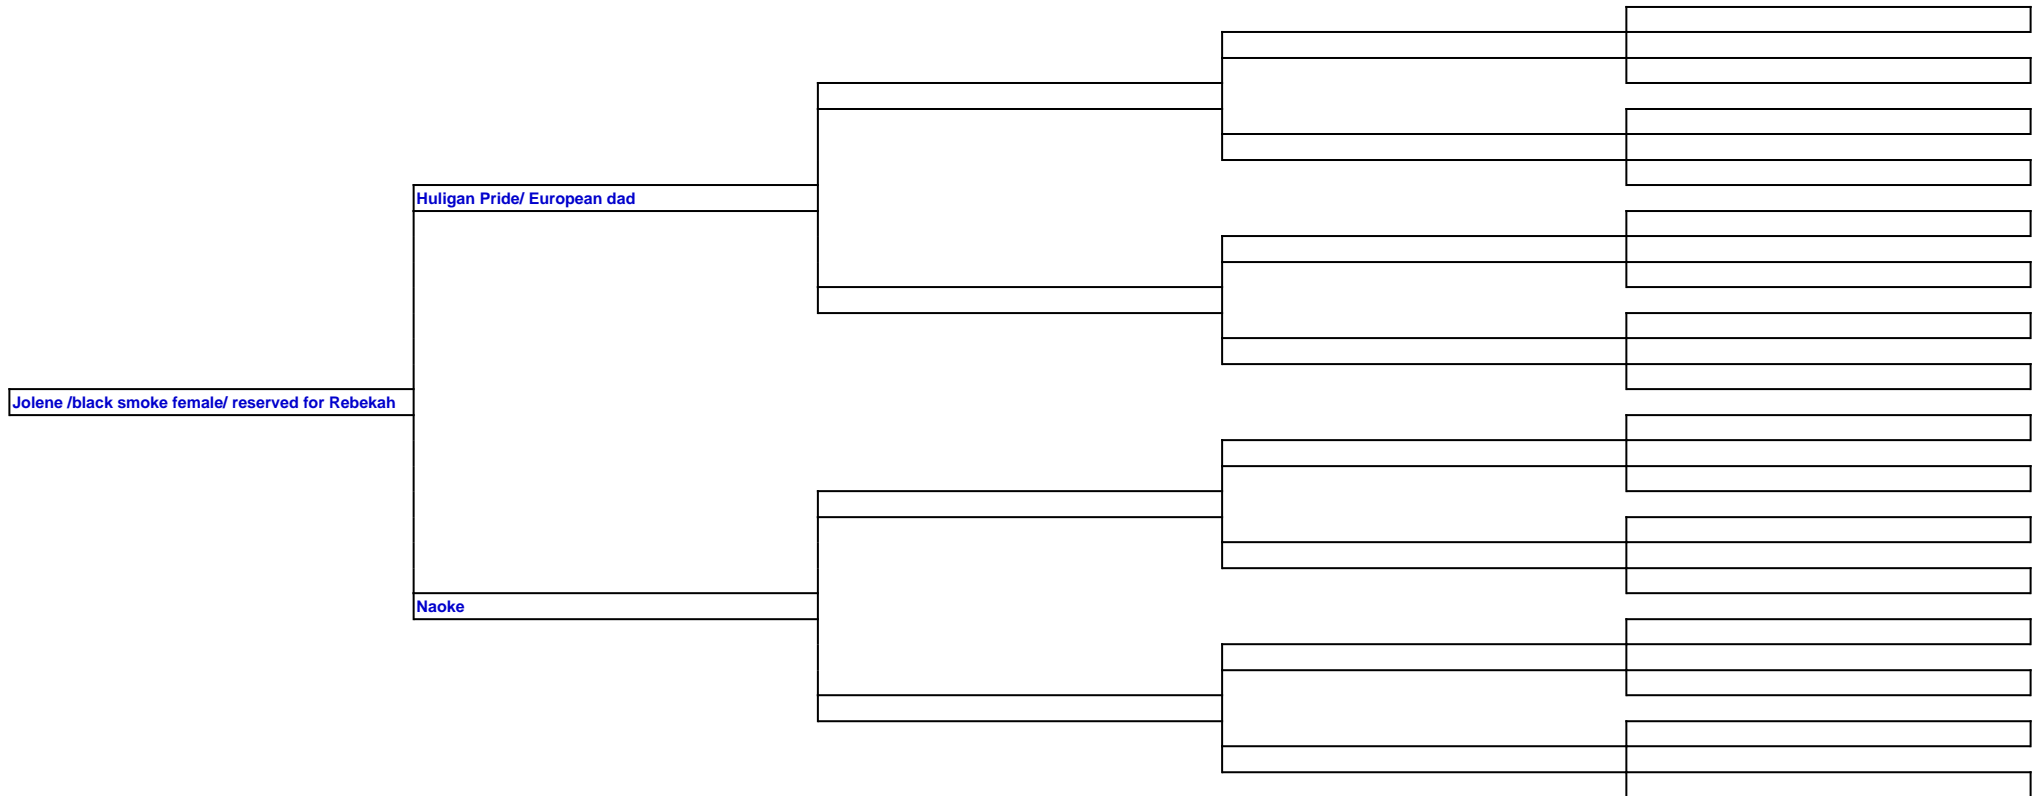 Huligan Pride/ European dad
Jolene /black smoke female/ reserved for Rebekah
Naoke